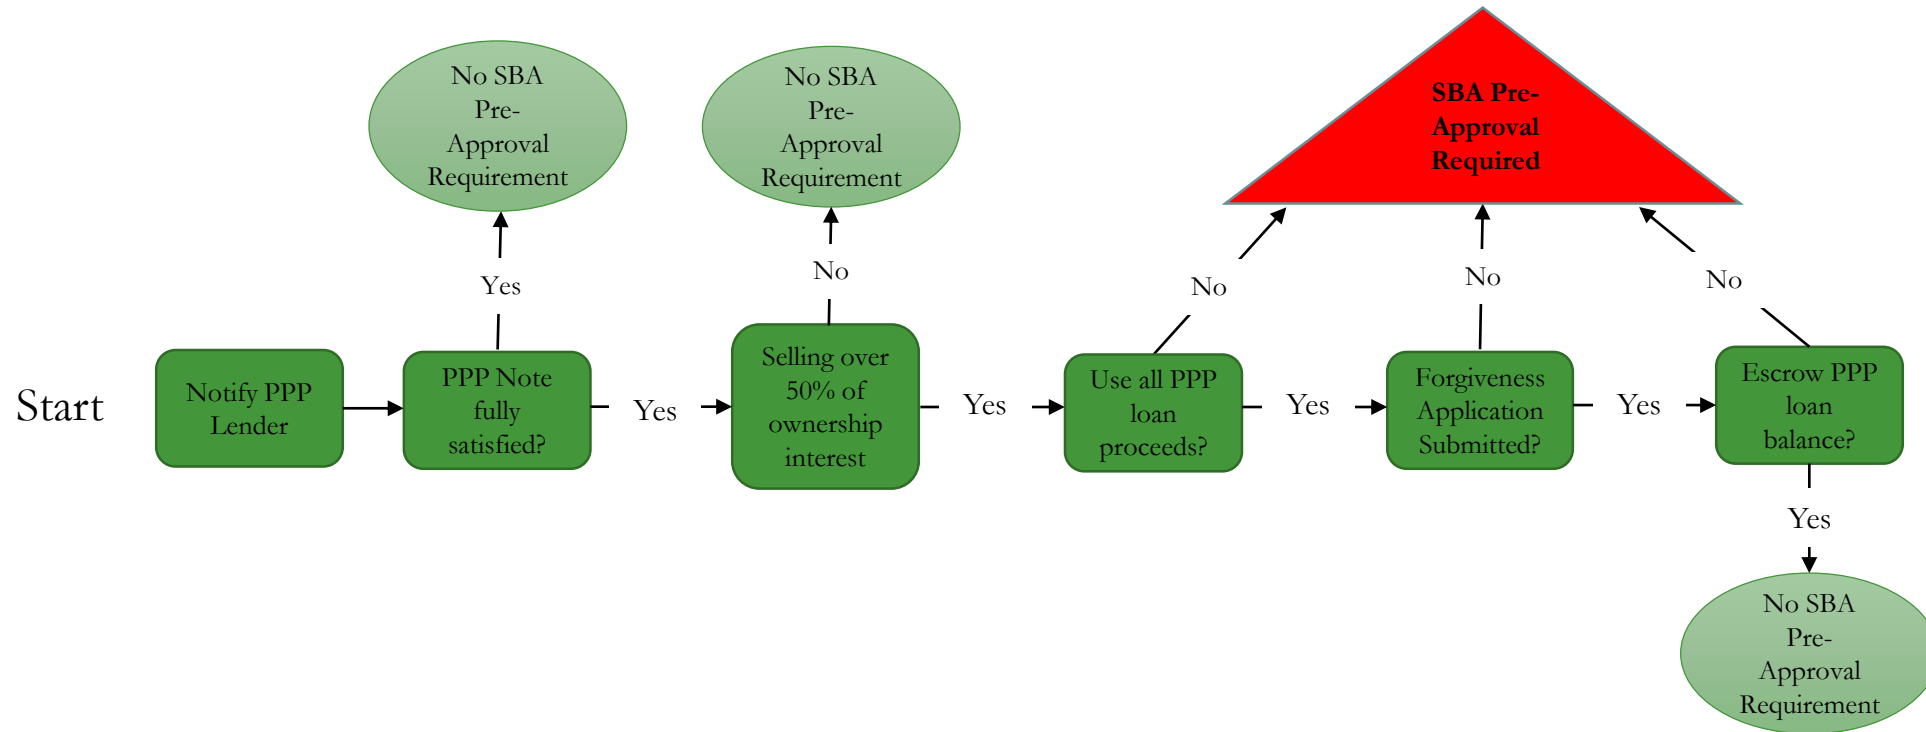 No SBA
Pre-
Approval
Requirement
No SBA
Pre-
Approval
Requirement
SBA Pre-
Approval
Required
Yes
No
No
No
No
Start
Notify PPP
Lender
PPP Note
fully
satisfied?
Yes
Selling over
50% of
ownership
interest
Yes
Use all PPP
loan
proceeds?
Yes
Forgiveness
Application
Submitted?
Yes
Escrow PPP
loan
balance?
Yes
No SBA
Pre-
Approval
Requirement